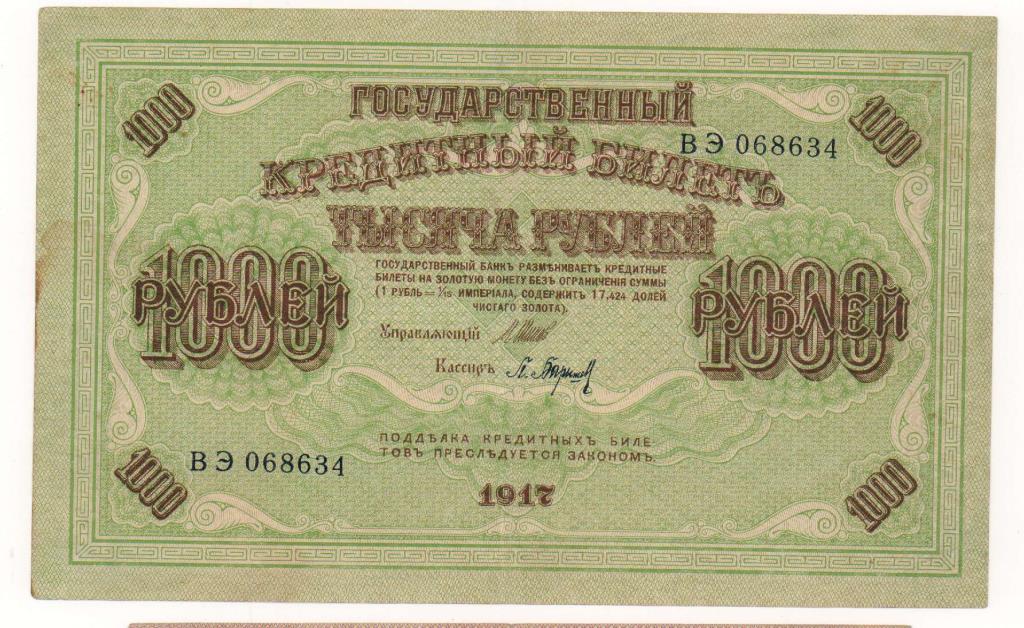 1000
1000
ГОСУДАРСТВЕННЫЙ
ВЭ 068634
КРЕДИТНЫЙ БИЛЕТЪ
ТЫСЯЧА РУБЛЕЙ
ГОСУДАРСТВЕННЫЙ БАНКЪ РАЗМѢНИВАЕТЪ КРЕДИТНЫЕ
БИЛЕТЫ НА ЗОЛОТУЮ МОНЕТУ БЕЗЪ ОГРАНИЧЕНІЯ СУММЫ
(1 РУБЛЬ = 1/15 ИМПЕРІАЛА, СОДЕРЖИТЪ 17,424 ДОЛЕЙ
ЧИСТАГО ЗОЛОТА).
1000
РУБЛЕЙ
1000
РУБЛЕЙ
Управляющій
Кассиръ
ПОДДѢЛКА КРЕДИТНЫХЪ БИЛЕ
ТОВЪ ПРЕСЛѢДУЕТСЯ ЗАКОНОМЪ.
ВЭ 068634
1917
1000
1000